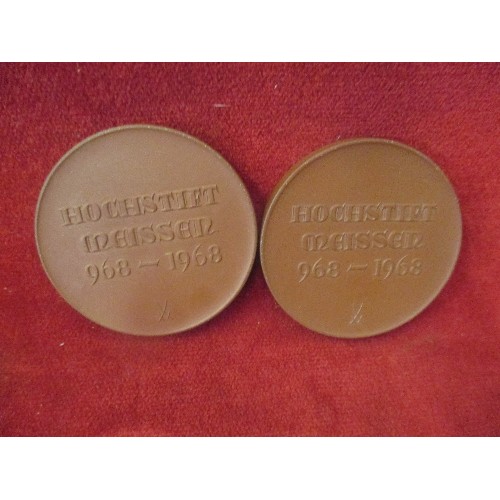 HOCHSTIFT
MEISSEN
968 — 1968
HOCHSTIFT
MEISSEN
968 — 1968